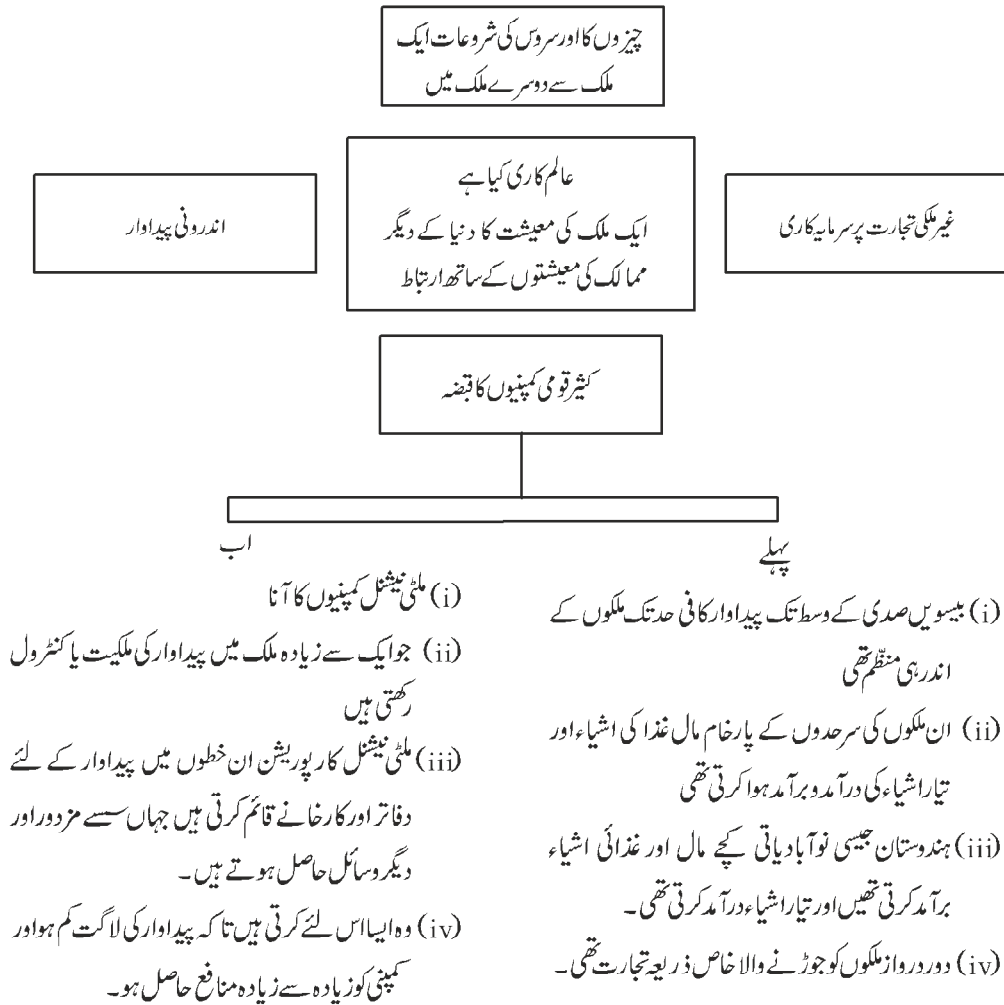 چیزوں کا اور سروس کی شروعات ایک
ملک سے دوسرے ملک میں
عالم کاری کیا ہے
ایک ملک کی معیشت کا دنیا کے دیگر
ممالک کی معیشتوں کے ساتھ ارتباط
غیر ملکی تجارت پر سرمایہ کاری
اندرونی پیداوار
کثیر قومی کمپنیوں کا قبضہ
پہلے
(i) بیسویں صدی کے وسط تک پیداوار کافی حد تک ملکوں کے
اندر ہی منظّم تھی
(ii) ان ملکوں کی سرحدوں کے پار خام مال غذا کی اشیاء اور
تیار اشیاء کی درآمد و برآمد ہوا کرتی تھی
(iii) ہندوستان جیسی نوآبادیاتی کچے مال اور غذائی اشیاء
برآمد کرتی تھیں اور تیار اشیاء درآمد کرتی تھی۔
(iv) دور درواز ملکوں کو جوڑنے والا خاص ذریعہ تجارت تھی۔
اب
(i) ملٹی نیشنل کمپنیوں کا آنا
(ii) جو ایک سے زیادہ ملک میں پیداوار کی ملکیت یا کنٹرول
رکھتی ہیں
(iii) ملٹی نیشنل کارپوریشن ان خطوں میں پیداوار کے لئے
دفاتر اور کارخانے قائم کرتی ہیں جہاں سسے مزدور اور
دیگر وسائل حاصل ہوتے ہیں۔
(iv) وہ ایسا اس لئے کرتی ہیں تا کہ پیداوار کی لاگت کم ہو اور
کمپنی کو زیادہ سے زیادہ منافع حاصل ہو۔